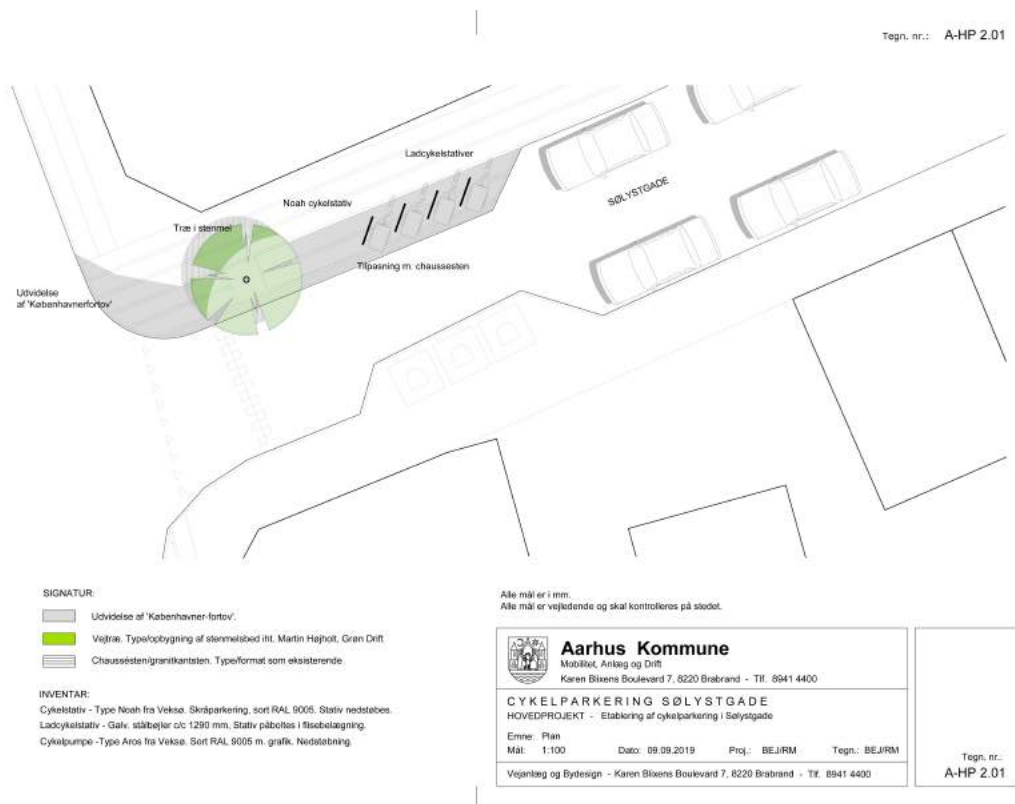 Tegn. nr.: A-HP 2.01
Ladcykelstativer
Noah cykelstativ
SØLYSTGADE
Træ i stenmel
Tilpasning m. chaussesten
Udvidelse
af 'Københavnerfortov'
SIGNATUR:
Udvidelse af 'Københavner-fortov'.
Vejtræ. Type/opbygning af stenmelsbed iht. Martin Højholt, Grøn Drift
Chaussésten/granitkantsten. Type/format som eksisterende.
INVENTAR:
Cykelstativ - Type Noah fra Veksø. Skråparkering, sort RAL 9005. Stativ nedstøbes.
Ladcykelstativ - Galv. stålbøjler c/c 1290 mm, Stativ påboltes i flisebelægning.
Cykelpumpe -Type Aros fra Veksø. Sort RAL 9005 m. grafik. Nedstøbning.
Alle mål er i mm.
Alle mål er vejledende og skal kontrolleres på stedet.
Aarhus Kommune
Mobilitet, Anlæg og Drift
Karen Blixens Boulevard 7, 8220 Brabrand - Tlf. 8941 4400
CYKELPARKERING SØLYSTGADE
HOVEDPROJEKT - Etablering af cykelparkering i Sølystgade
Emne: Plan
Mål: 1:100 Dato: 09.09.2019 Proj.: BEJ/RM Tegn.: BEJ/RM
Vejanlæg og Bydesign - Karen Blixens Boulevard 7, 8220 Brabrand - Tlf. 8941 4400
Tegn. nr.:
A-HP 2.01